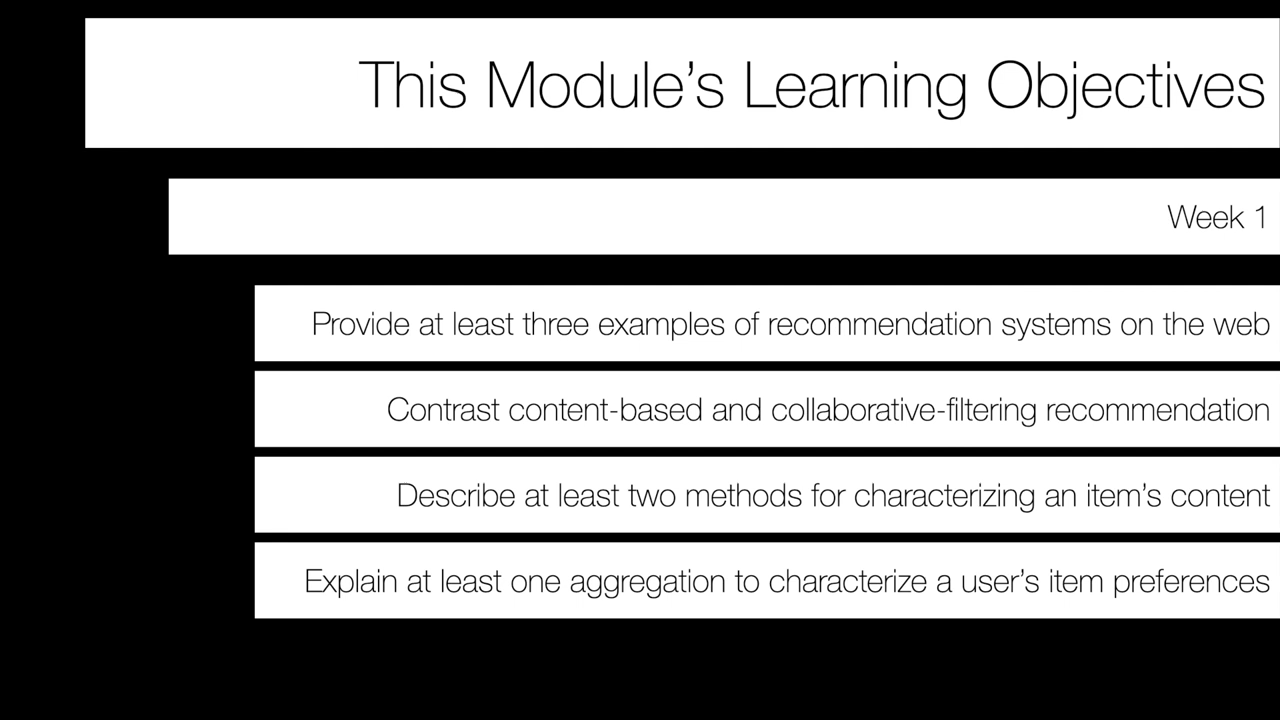 This Module’s Learning Objectives
Week 1
Provide at least three examples of recommendation systems on the web
Contrast content-based and collaborative-filtering recommendation
Describe at least two methods for characterizing an item’s content
Explain at least one aggregation to characterize a user’s item preferences